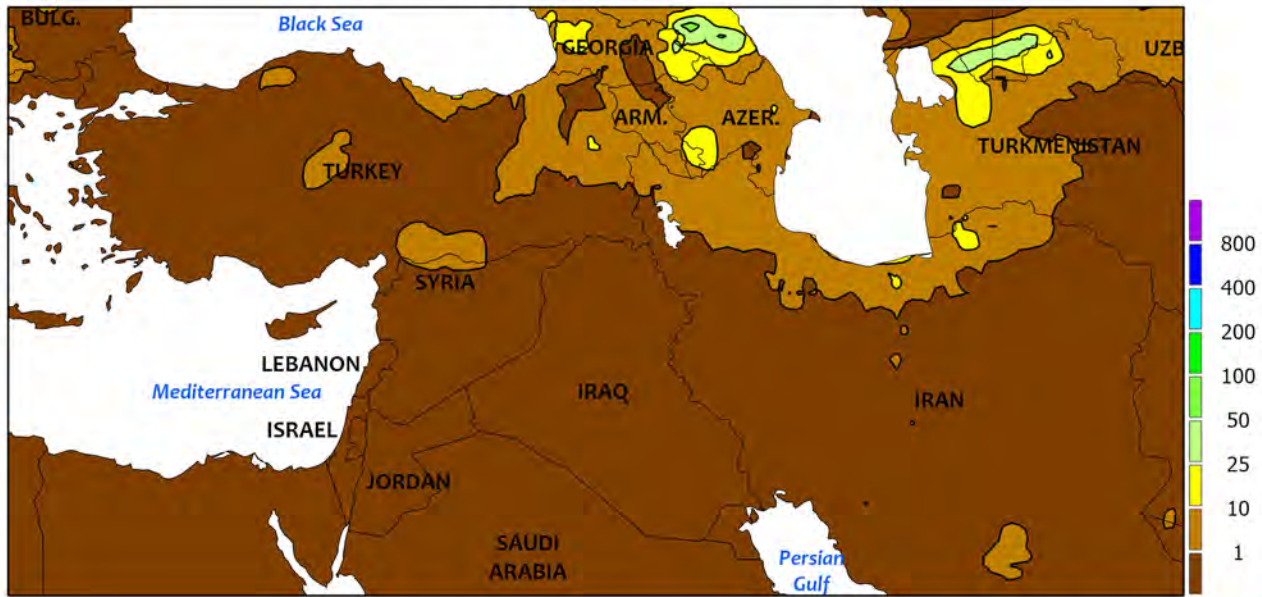 BULG.
Black Sea
GEORGIA
UZB
ARM.
AZER.
TURKMENISTAN
TURKEY
SYRIA
LEBANON
Mediterranean Sea
IRAQ
IRAN
ISRAEL
JORDAN
SAUDI
ARABIA
Persian
Gulf
800
400
200
100
50
25
10
1